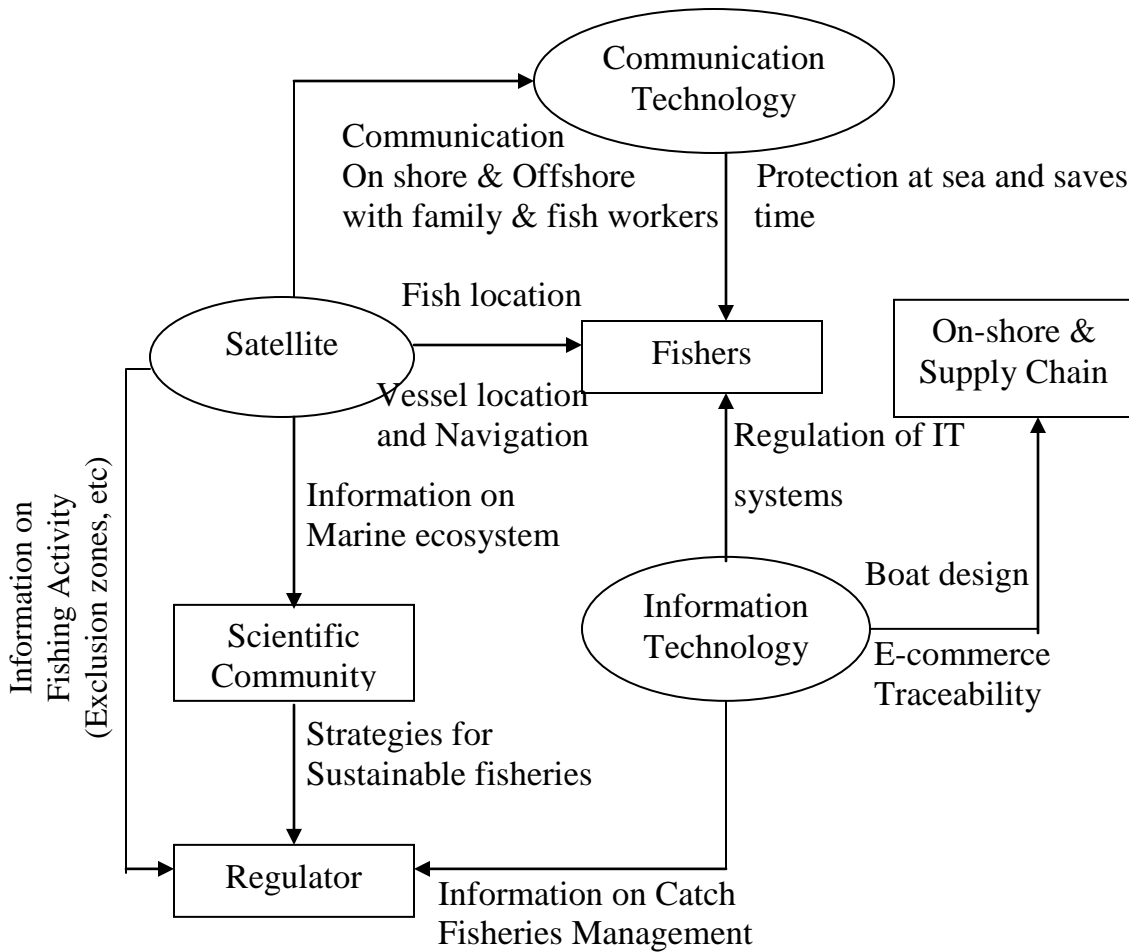 Communication
Technology
Communication
On shore & Offshore
with family & fish workers
Protection at sea and saves
time
Fish location
Satellite
Fishers
On-shore &
Supply Chain
Vessel location
and Navigation
Regulation of IT
systems
Information on
Fishing Activity
(Exclusion zones, etc)
Information on
Marine ecosystem
Boat design
Information
Technology
E-commerce
Traceability
Scientific
Community
Strategies for
Sustainable fisheries
Regulator
Information on Catch
Fisheries Management